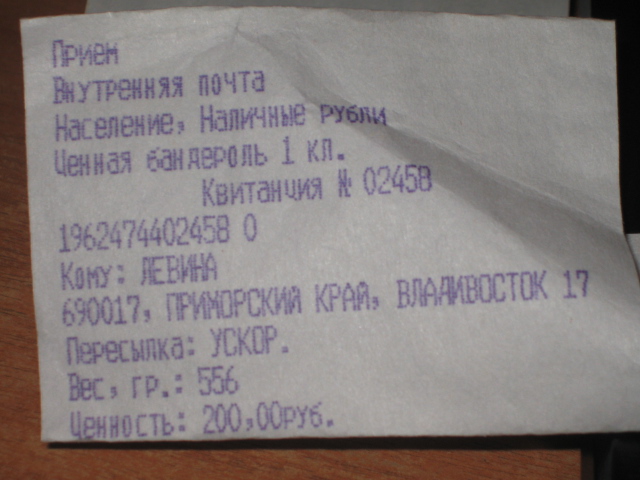 Прием
Внутренняя почта
Население, Наличные рубли
Ценная бандероль 1 кл.
Квитанция № 02458
1962474402458 0
Кому: ЛЕВИНА
690017, ПРИМОРСКИЙ КРАЙ, ВЛАДИВОСТОК 17
Пересылка: УСКОР.
Вес, гр.: 556
Ценность: 200,00руб.